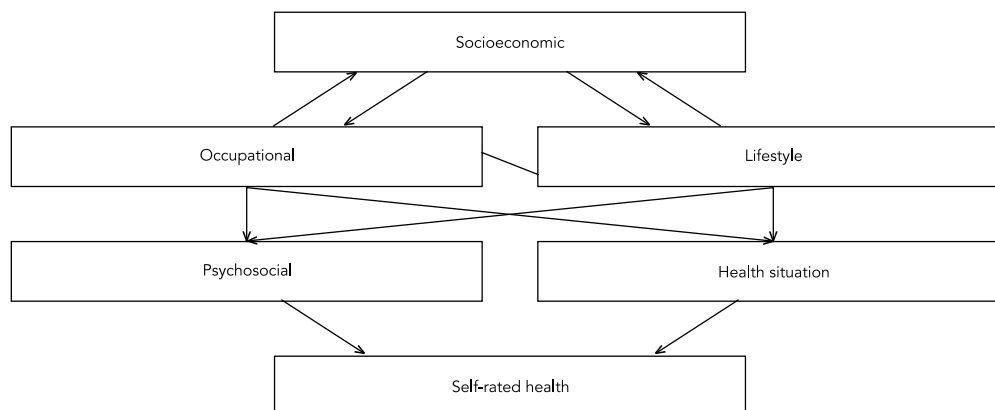 Socioeconomic
Occupational
Lifestyle
Psychosocial
Health situation
Self-rated health